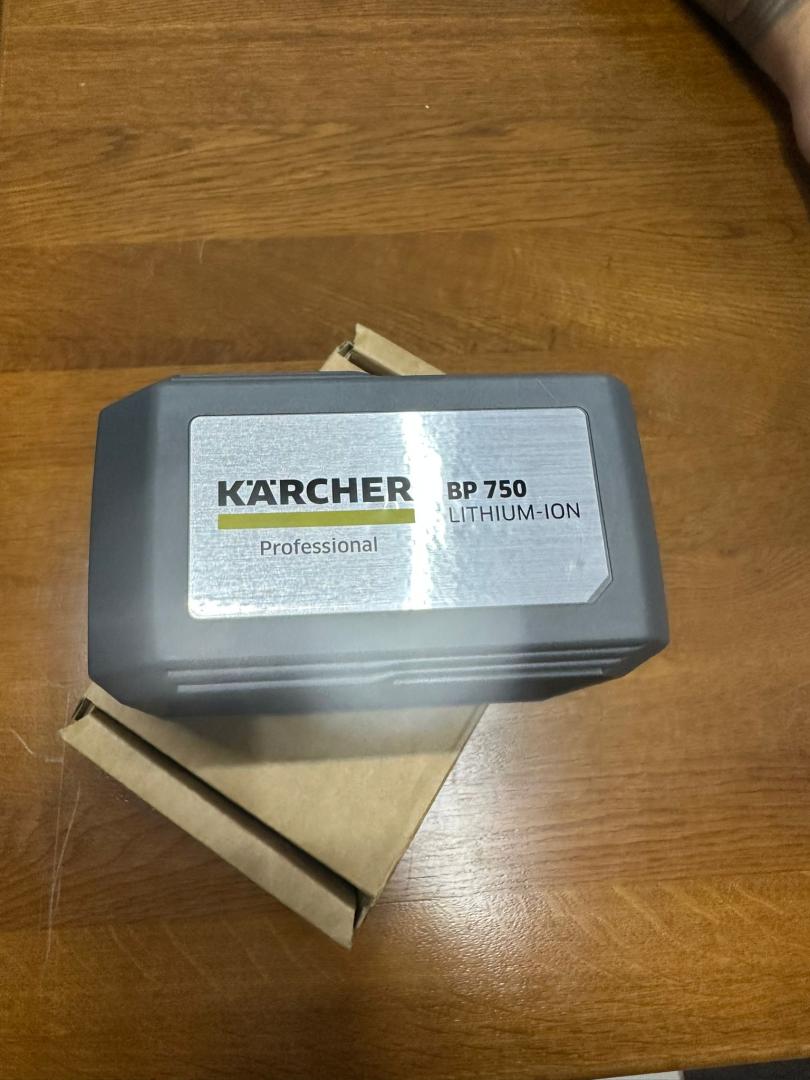 KÄRCHER
Professional
BP 750
LITHIUM-ION